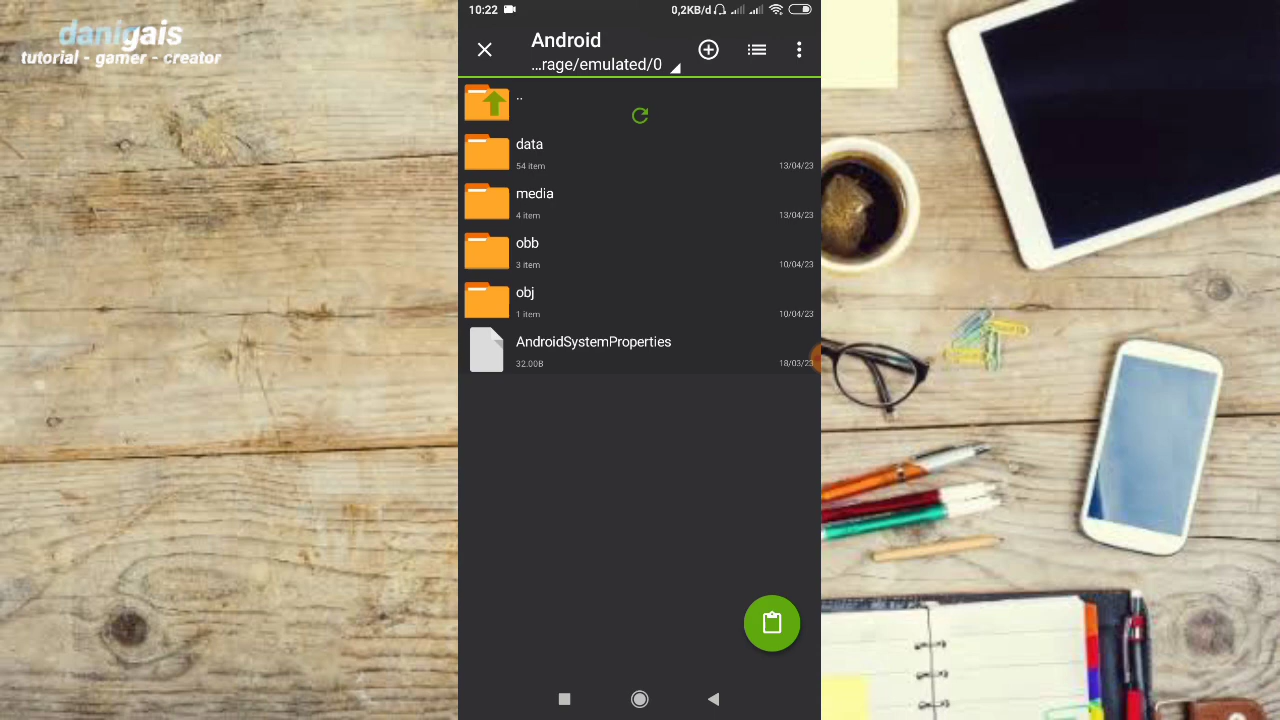 danigais
tutorial - gamer - creator
10:22
0,2KB/d
Android
...rage/emulated/0
..
data
54 item
13/04/23
media
4 item
13/04/23
obb
3 item
10/04/23
obj
1 item
10/04/23
AndroidSystemProperties
32.00B
18/03/23